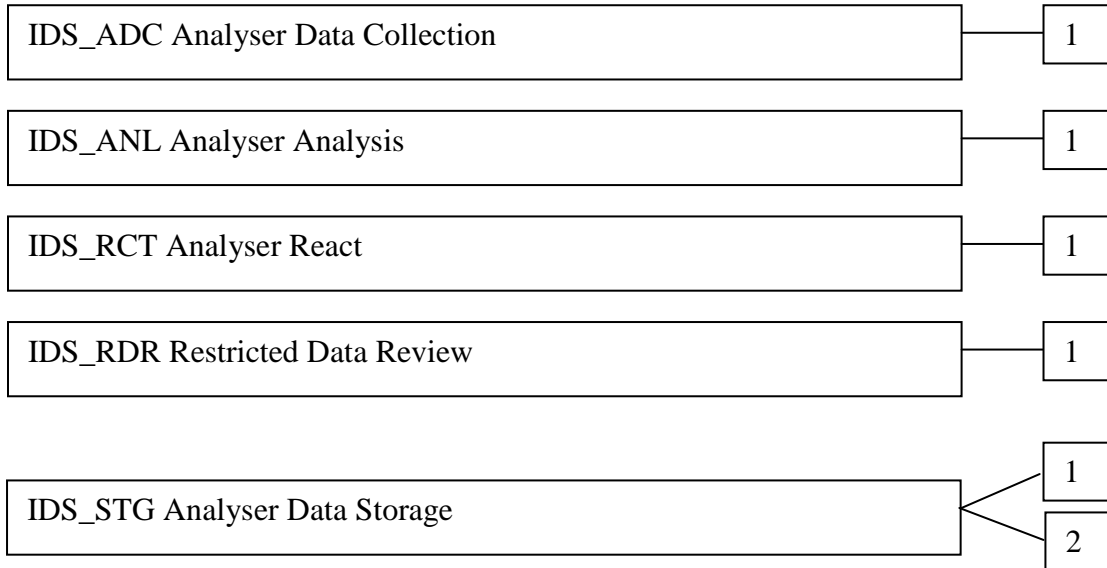 IDS_ADC Analyser Data Collection 1
IDS_ANL Analyser Analysis 1
IDS_RCT Analyser React 1
IDS_RDR Restricted Data Review 1
1
IDS_STG Analyser Data Storage
2